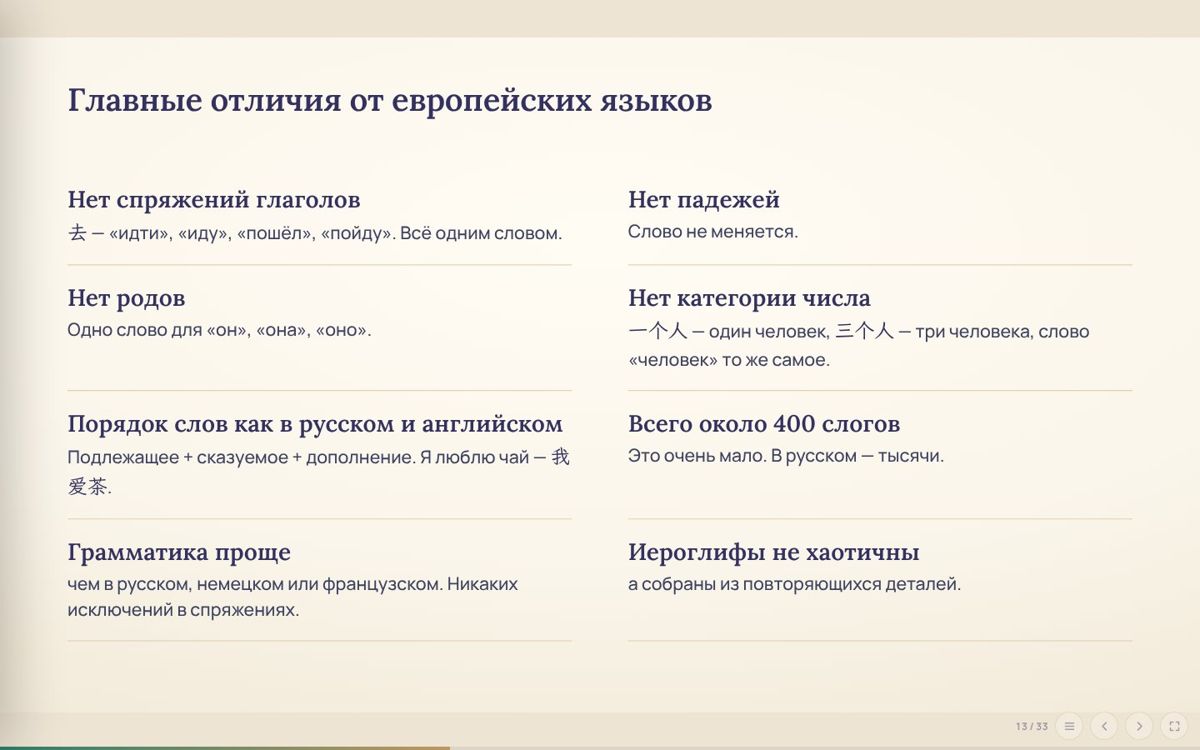 Главные отличия от европейских языков
Нет спряжений глаголов
去 — «идти», «иду», «пошёл», «пойду». Всё одним словом.
Нет падежей
Слово не меняется.
Нет родов
Одно слово для «он», «она», «оно».
Нет категории числа
一个人 — один человек, 三个人 — три человека, слово
«человек» то же самое.
Порядок слов как в русском и английском
Подлежащее + сказуемое + дополнение. Я люблю чай — 我
爱茶.
Всего около 400 слогов
Это очень мало. В русском — тысячи.
Грамматика проще
чем в русском, немецком или французском. Никаких
исключений в спряжениях.
Иероглифы не хаотичны
а собраны из повторяющихся деталей.
13 / 33